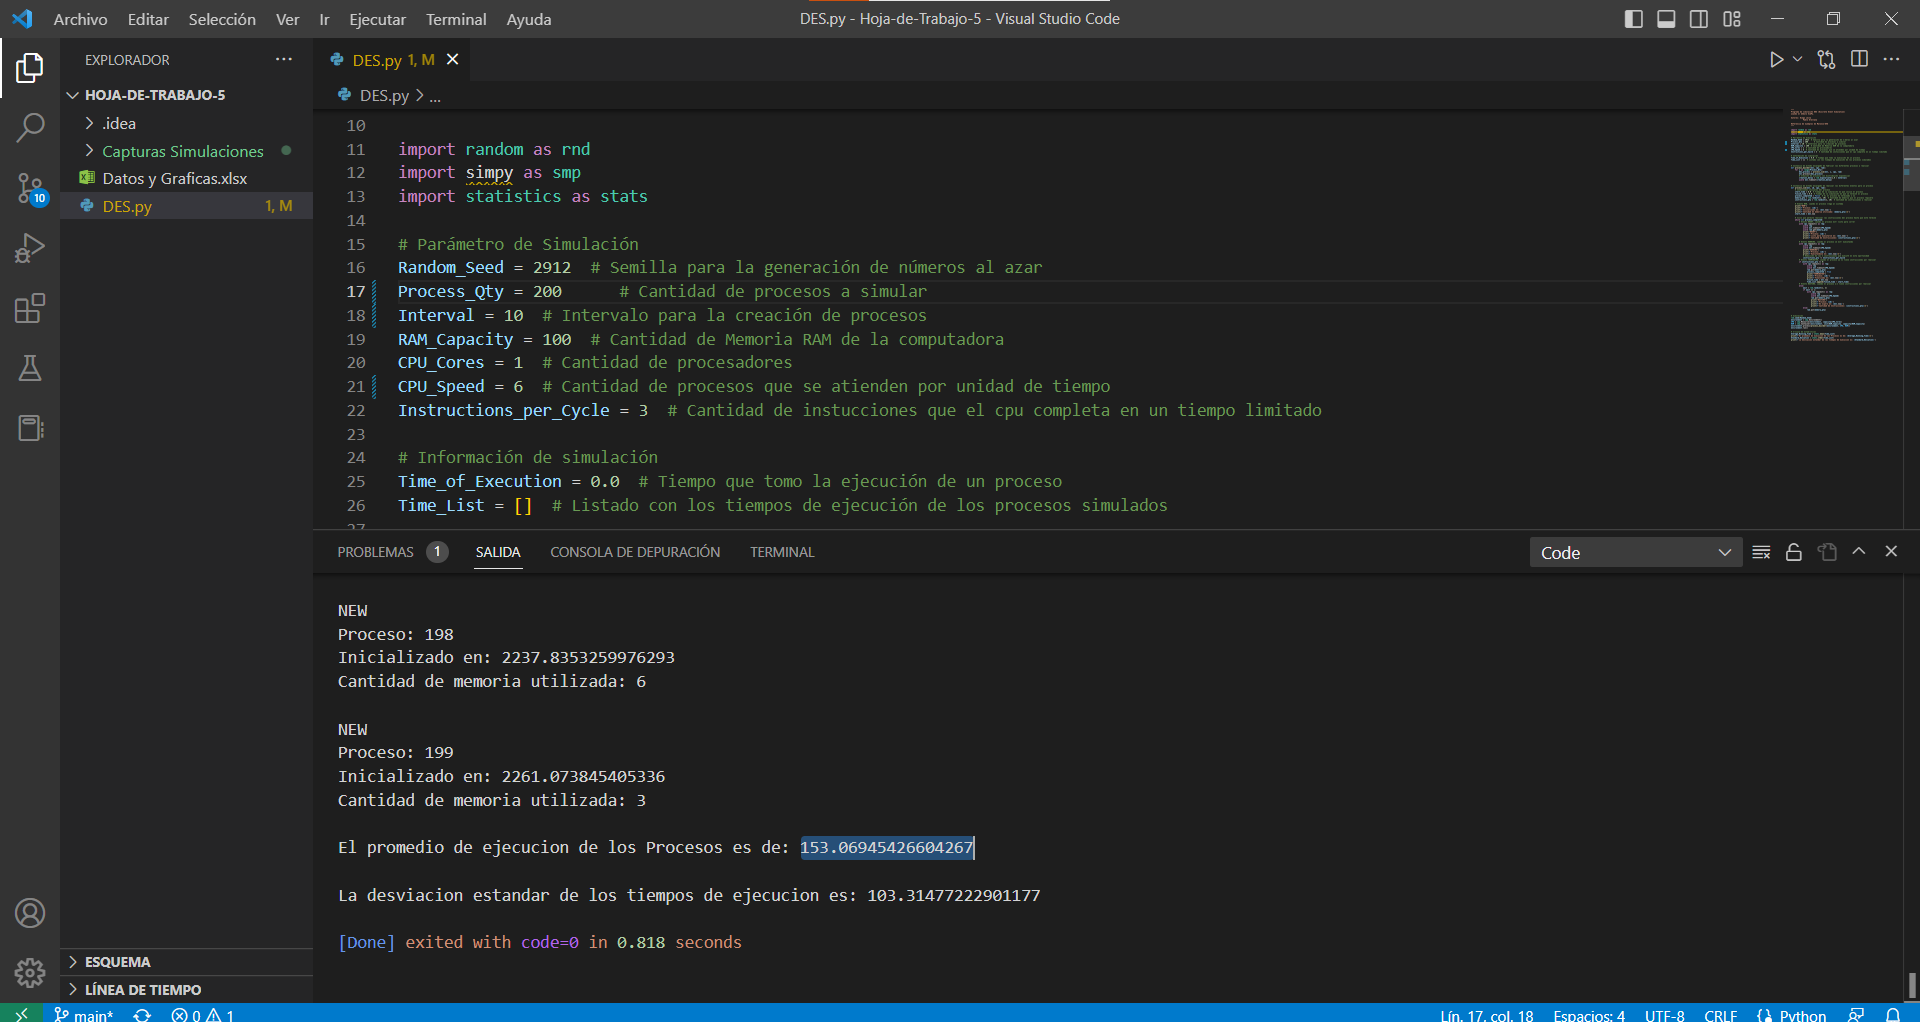 Archivo Editar Selección Ver Ir Ejecutar Terminal Ayuda
DES.py - Hoja-de-Trabajo-5 - Visual Studio Code
EXPLORADOR
HOJA-DE-TRABAJO-5
.idea
Capturas Simulaciones
Datos y Graficas.xlsx
DES.py 1, M
10
ESQUEMA
LÍNEA DE TIEMPO
DES.py 1, M
DES.py > ...
10
11 import random as rnd
12 import simpy as smp
13 import statistics as stats
14
15 # Parámetro de Simulación
16 Random_Seed = 2912 # Semilla para la generación de números al azar
17 Process_Qty = 200 # Cantidad de procesos a simular
18 Interval = 10 # Intervalo para la creación de procesos
19 RAM_Capacity = 100 # Cantidad de Memoria RAM de la computadora
20 CPU_Cores = 1 # Cantidad de procesadores
21 CPU_Speed = 6 # Cantidad de procesos que se atienden por unidad de tiempo
22 Instructions_per_Cycle = 3 # Cantidad de instucciones que el cpu completa en un tiempo limitado
23
24 # Información de simulación
25 Time_of_Execution = 0.0 # Tiempo que tomo la ejecución de un proceso
26 Time_List = [] # Listado con los tiempos de ejecución de los procesos simulados
27
PROBLEMAS 1 SALIDA CONSOLA DE DEPURACIÓN TERMINAL
Code
NEW
Proceso: 198
Inicializado en: 2237.8353259976293
Cantidad de memoria utilizada: 6
NEW
Proceso: 199
Inicializado en: 2261.073845405336
Cantidad de memoria utilizada: 3
El promedio de ejecucion de los Procesos es de: 153.06945426604267
La desviacion estandar de los tiempos de ejecucion es: 103.31477222901177
[Done] exited with code=0 in 0.818 seconds
main* 0 1
Lín. 17, col. 18 Espacios: 4 UTF-8 CRLF Python